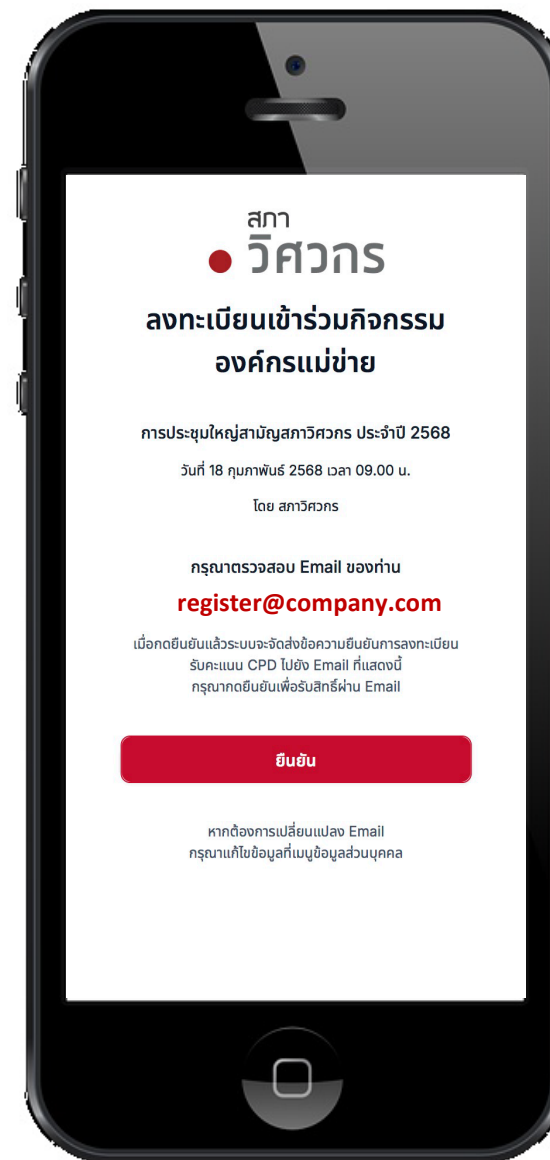 สภา
วิศวกร
ลงทะเบียนเข้าร่วมกิจกรรม
องค์กรแม่ข่าย
การประชุมใหญ่สามัญสภาวิศวกร ประจำปี 2568
วันที่ 18 กุมภาพันธ์ 2568 เวลา 09.00 น.
โดย สภาวิศวกร
กรุณาตรวจสอบ Email ของท่าน
register@company.com
เมื่อกดยืนยันแล้วระบบจะจัดส่งข้อความยืนยันการลงทะเบียน
รับคะแนน CPD ไปยัง Email ที่แสดงนี้
กรุณากดยืนยันเพื่อรับสิทธิ์ผ่าน Email
ยืนยัน
หากต้องการเปลี่ยนแปลง Email
กรุณาแก้ไขข้อมูลที่เมนูข้อมูลส่วนบุคคล